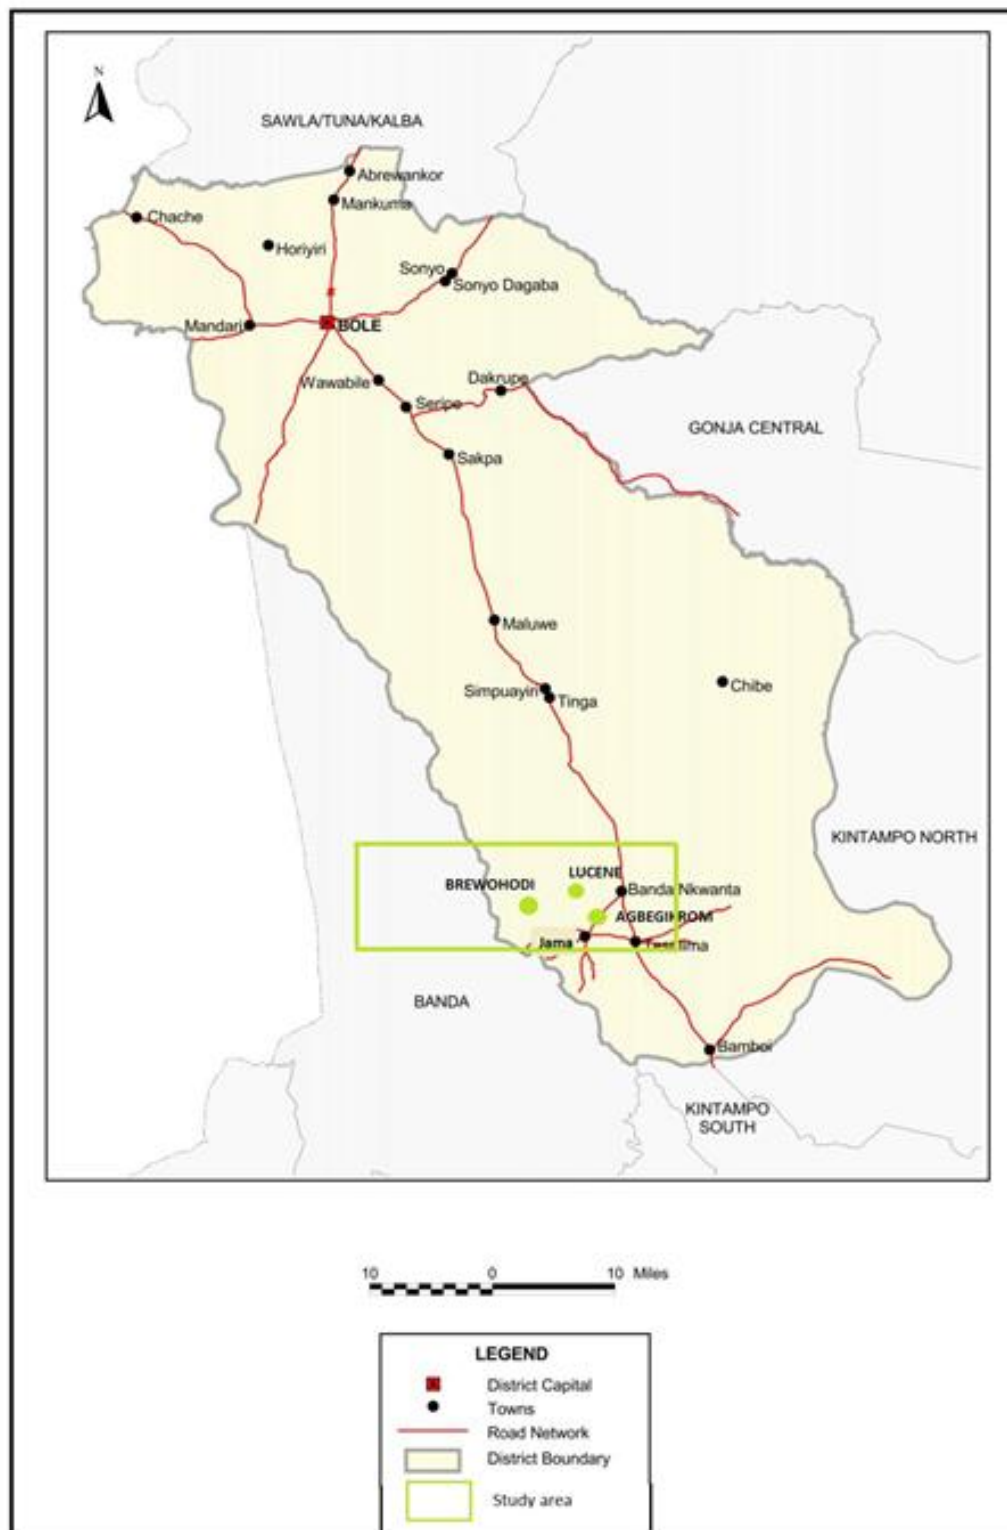 N
SAWLA/TUNA/KALBA
Abrewankor
Mankuma
Chache
Horiyiri
Sonyo
Sonyo Dagaba
Mandari
BOLE
Wawabile
Dakrupe
Seripe
GONJA CENTRAL
Sakpa
Maluwe
Simpuayiri
Tinga
Chibe
KINTAMPO NORTH
LUCENE
BREWOHODI
Banda Nkwanta
AGBEGIKROM
Jama
BANDA
Bamboi
KINTAMPO
SOUTH
10 0 10 Miles
LEGEND
District Capital
Towns
Road Network
District Boundary
Study area